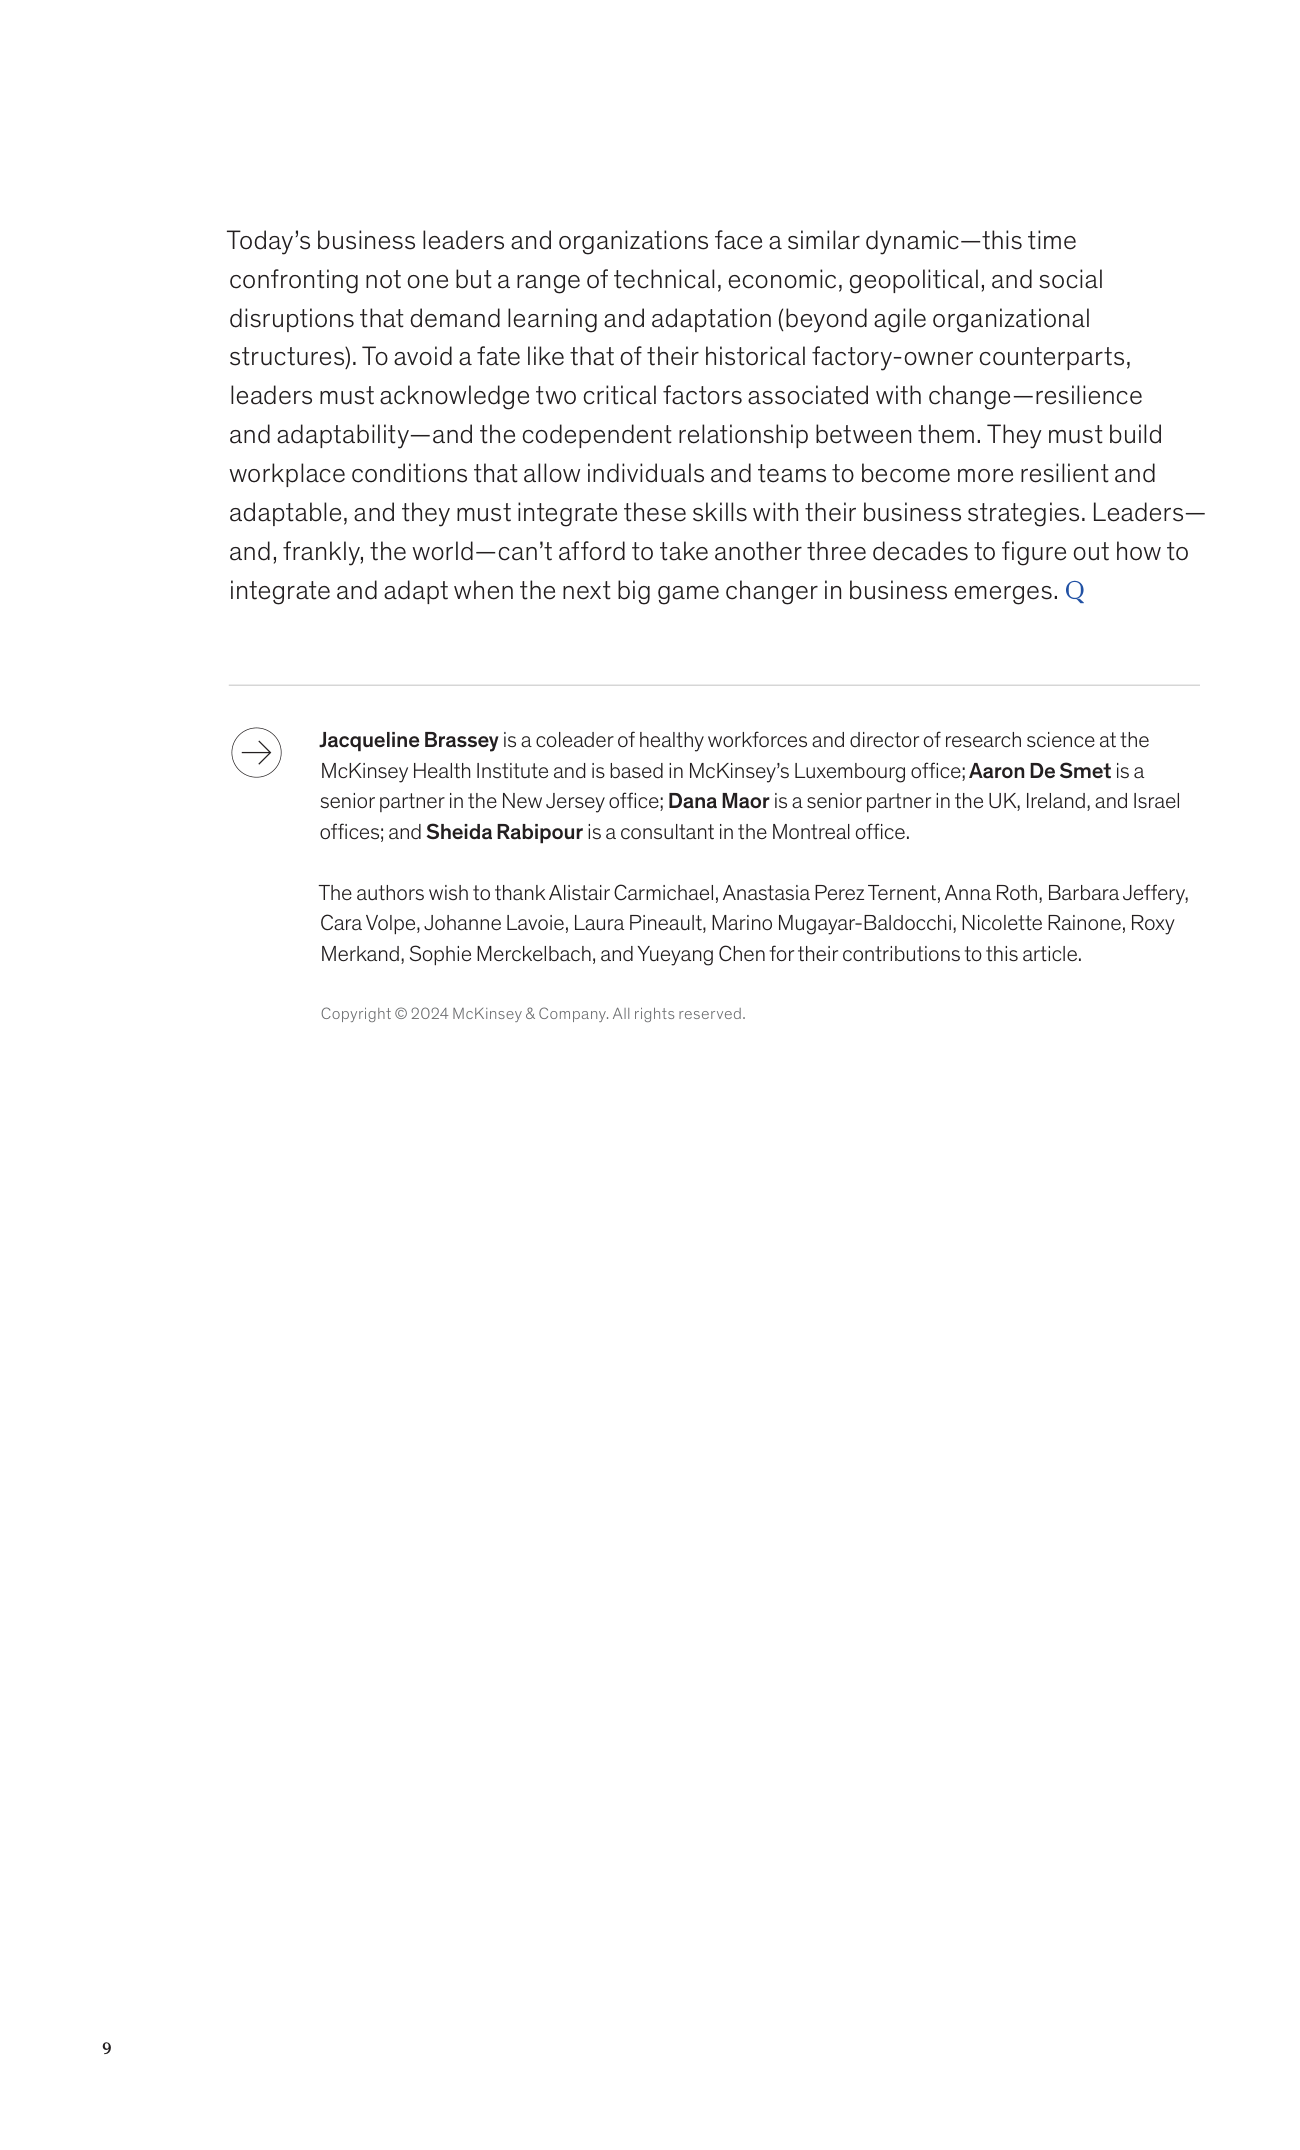 Today’s business leaders and organizations face a similar dynamic—this time
confronting not one but a range of technical, economic, geopolitical, and social
disruptions that demand learning and adaptation (beyond agile organizational
structures). To avoid a fate like that of their historical factory-owner counterparts,
leaders must acknowledge two critical factors associated with change—resilience
and adaptability—and the codependent relationship between them. They must build
workplace conditions that allow individuals and teams to become more resilient and
adaptable, and they must integrate these skills with their business strategies. Leaders—
and, frankly, the world—can’t afford to take another three decades to figure out how to
integrate and adapt when the next big game changer in business emerges. Q
Jacqueline Brassey is a coleader of healthy workforces and director of research science at the
McKinsey Health Institute and is based in McKinsey’s Luxembourg office; Aaron De Smet is a
senior partner in the New Jersey office; Dana Maor is a senior partner in the UK, Ireland, and Israel
offices; and Sheida Rabipour is a consultant in the Montreal office.
The authors wish to thank Alistair Carmichael, Anastasia Perez Ternent, Anna Roth, Barbara Jeffery,
Cara Volpe, Johanne Lavoie, Laura Pineault, Marino Mugayar-Baldocchi, Nicolette Rainone, Roxy
Merkand, Sophie Merckelbach, and Yueyang Chen for their contributions to this article.
Copyright © 2024 McKinsey & Company. All rights reserved.
9